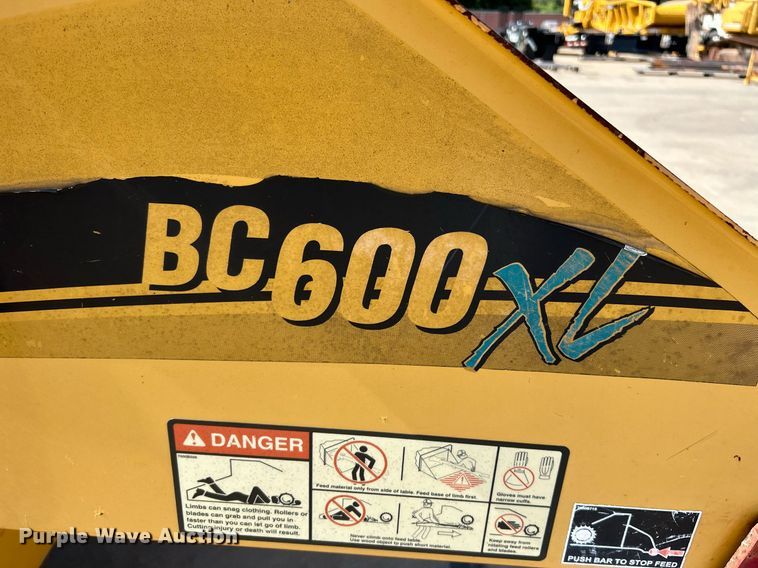 BC600XL
DANGER
Limbs can snag clothing. Rollers or
blades can grab and pull you in
faster than you can let go of limb.
Cutting injury or death will result.
Feed material only from side of table.
Feed base of limb first.
Gloves must have
narrow cuffs.
Never climb onto feed table.
Use wood object to push short material.
Keep away from
rotating feed rollers
and blades.
PUSH BAR TO STOP FEED
Purple Wave Auction